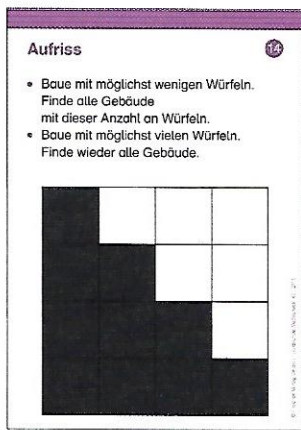 Aufriss
14
• Baue mit möglichst wenigen Würfeln.
Finde alle Gebäude
mit dieser Anzahl an Würfeln.
• Baue mit möglichst vielen Würfeln.
Finde wieder alle Gebäude.